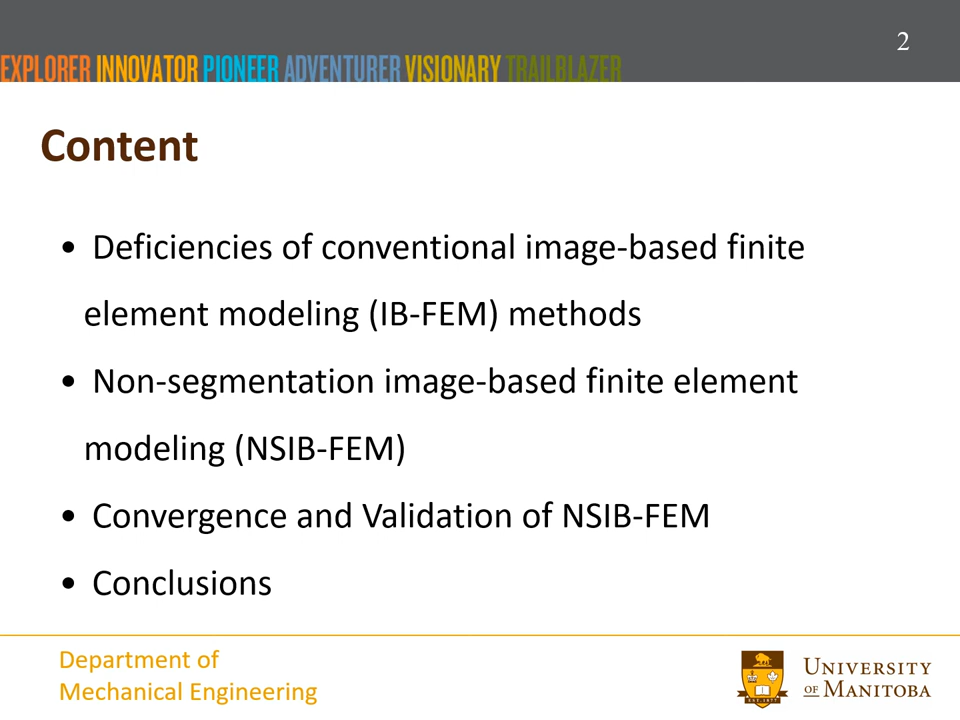 2
EXPLORER INNOVATOR PIONEER ADVENTURER VISIONARY TRAILBLAZER
Content
• Deficiencies of conventional image-based finite
element modeling (IB-FEM) methods
• Non-segmentation image-based finite element
modeling (NSIB-FEM)
• Convergence and Validation of NSIB-FEM
• Conclusions
Department of
Mechanical Engineering
UNIVERSITY
OF MANITOBA